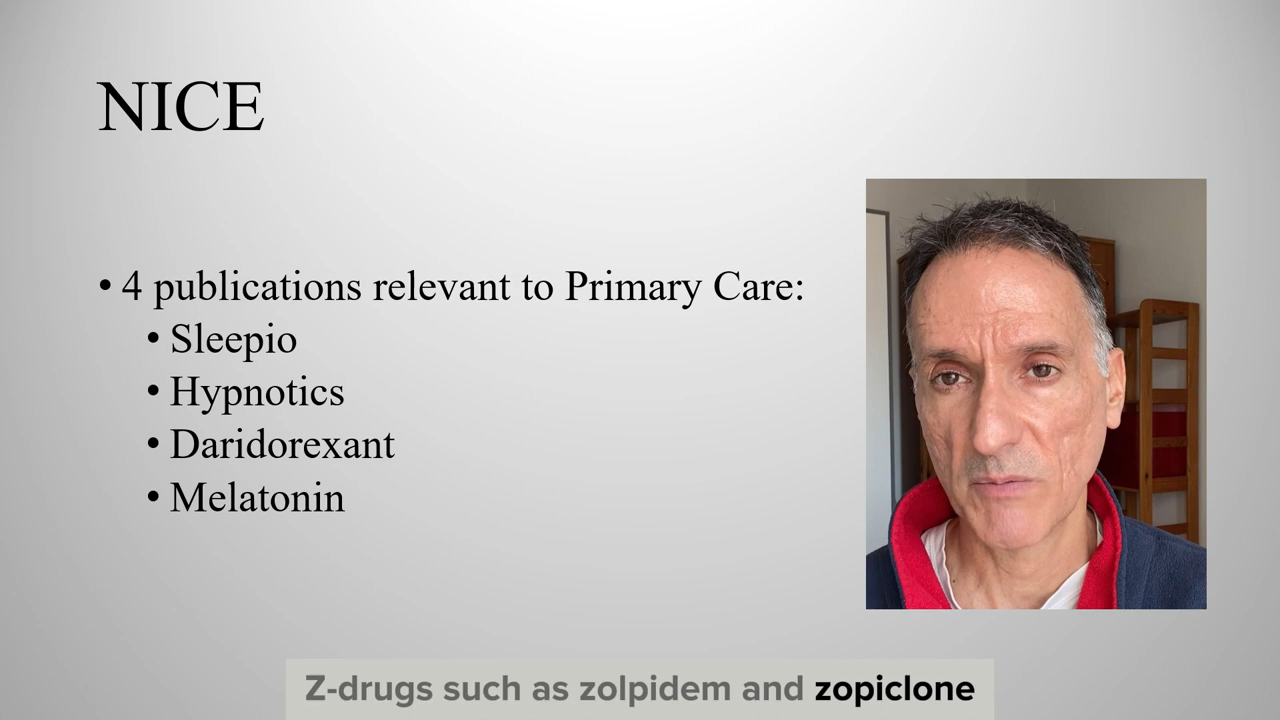 NICE
• 4 publications relevant to Primary Care:
• Sleepio
• Hypnotics
• Daridorexant
• Melatonin
Z-drugs such as zolpidem and zopiclone